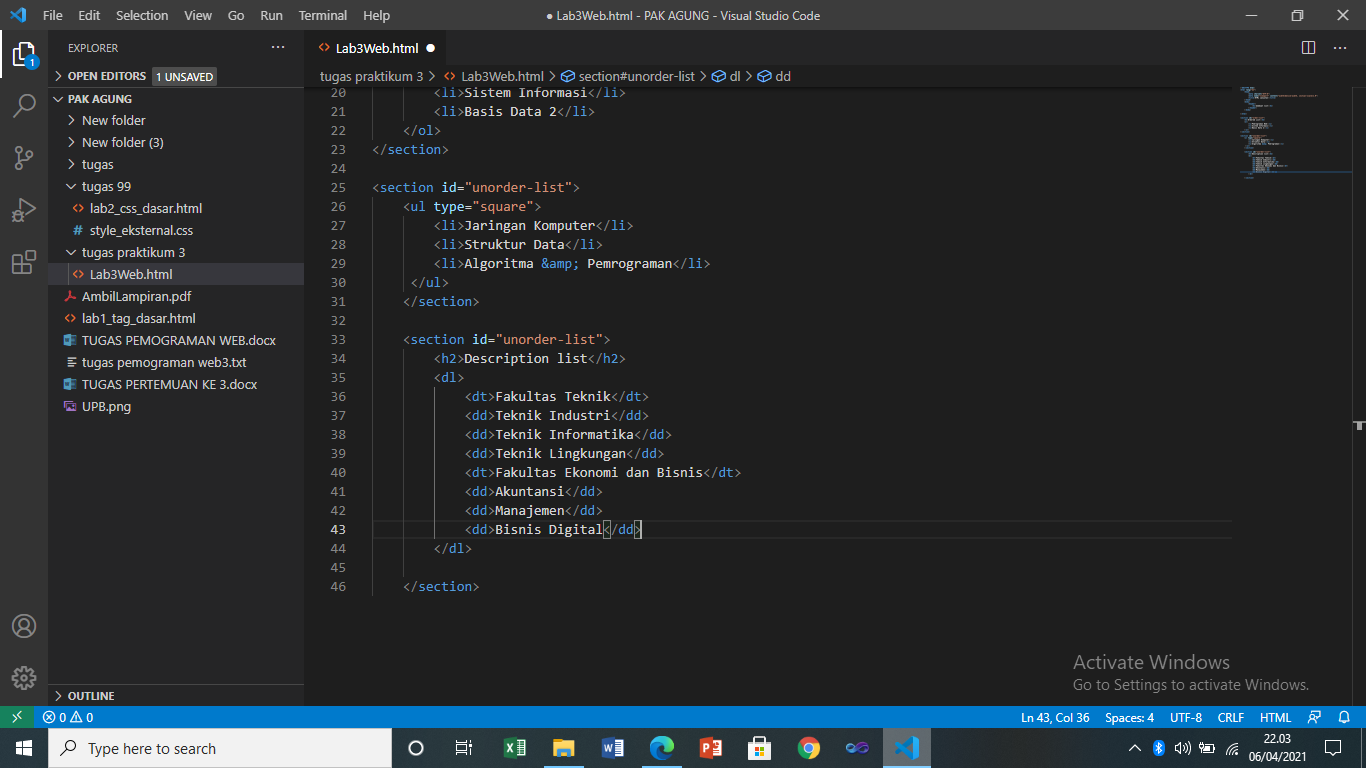 File Edit Selection View Go Run Terminal Help
● Lab3Web.html - PAK AGUNG - Visual Studio Code
EXPLORER
OPEN EDITORS 1 UNSAVED
PAK AGUNG
New folder
New folder (3)
tugas
tugas 99
lab2_css_dasar.html
# style_eksternal.css
tugas praktikum 3
Lab3Web.html
AmbilLampiran.pdf
lab1_tag_dasar.html
TUGAS PEMOGRAMAN WEB.docx
tugas pemograman web3.txt
TUGAS PERTEMUAN KE 3.docx
UPB.png
OUTLINE
1
Lab3Web.html ●
tugas praktikum 3 > Lab3Web.html > section#unorder-list > dl > dd
20 <li>Sistem Informasi</li>
21 <li>Basis Data 2</li>
22 </ol>
23 </section>
24
25 <section id="unorder-list">
26 <ul type="square">
27 <li>Jaringan Komputer</li>
28 <li>Struktur Data</li>
29 <li>Algoritma &amp; Pemrograman</li>
30 </ul>
31 </section>
32
33 <section id="unorder-list">
34 <h2>Description list</h2>
35 <dl>
36 <dt>Fakultas Teknik</dt>
37 <dd>Teknik Industri</dd>
38 <dd>Teknik Informatika</dd>
39 <dd>Teknik Lingkungan</dd>
40 <dt>Fakultas Ekonomi dan Bisnis</dt>
41 <dd>Akuntansi</dd>
42 <dd>Manajemen</dd>
43 <dd>Bisnis Digital</dd>
44 </dl>
45
46 </section>
Activate Windows
Go to Settings to activate Windows.
0 0
Ln 43, Col 36 Spaces: 4 UTF-8 CRLF HTML
Type here to search
22.03
06/04/2021